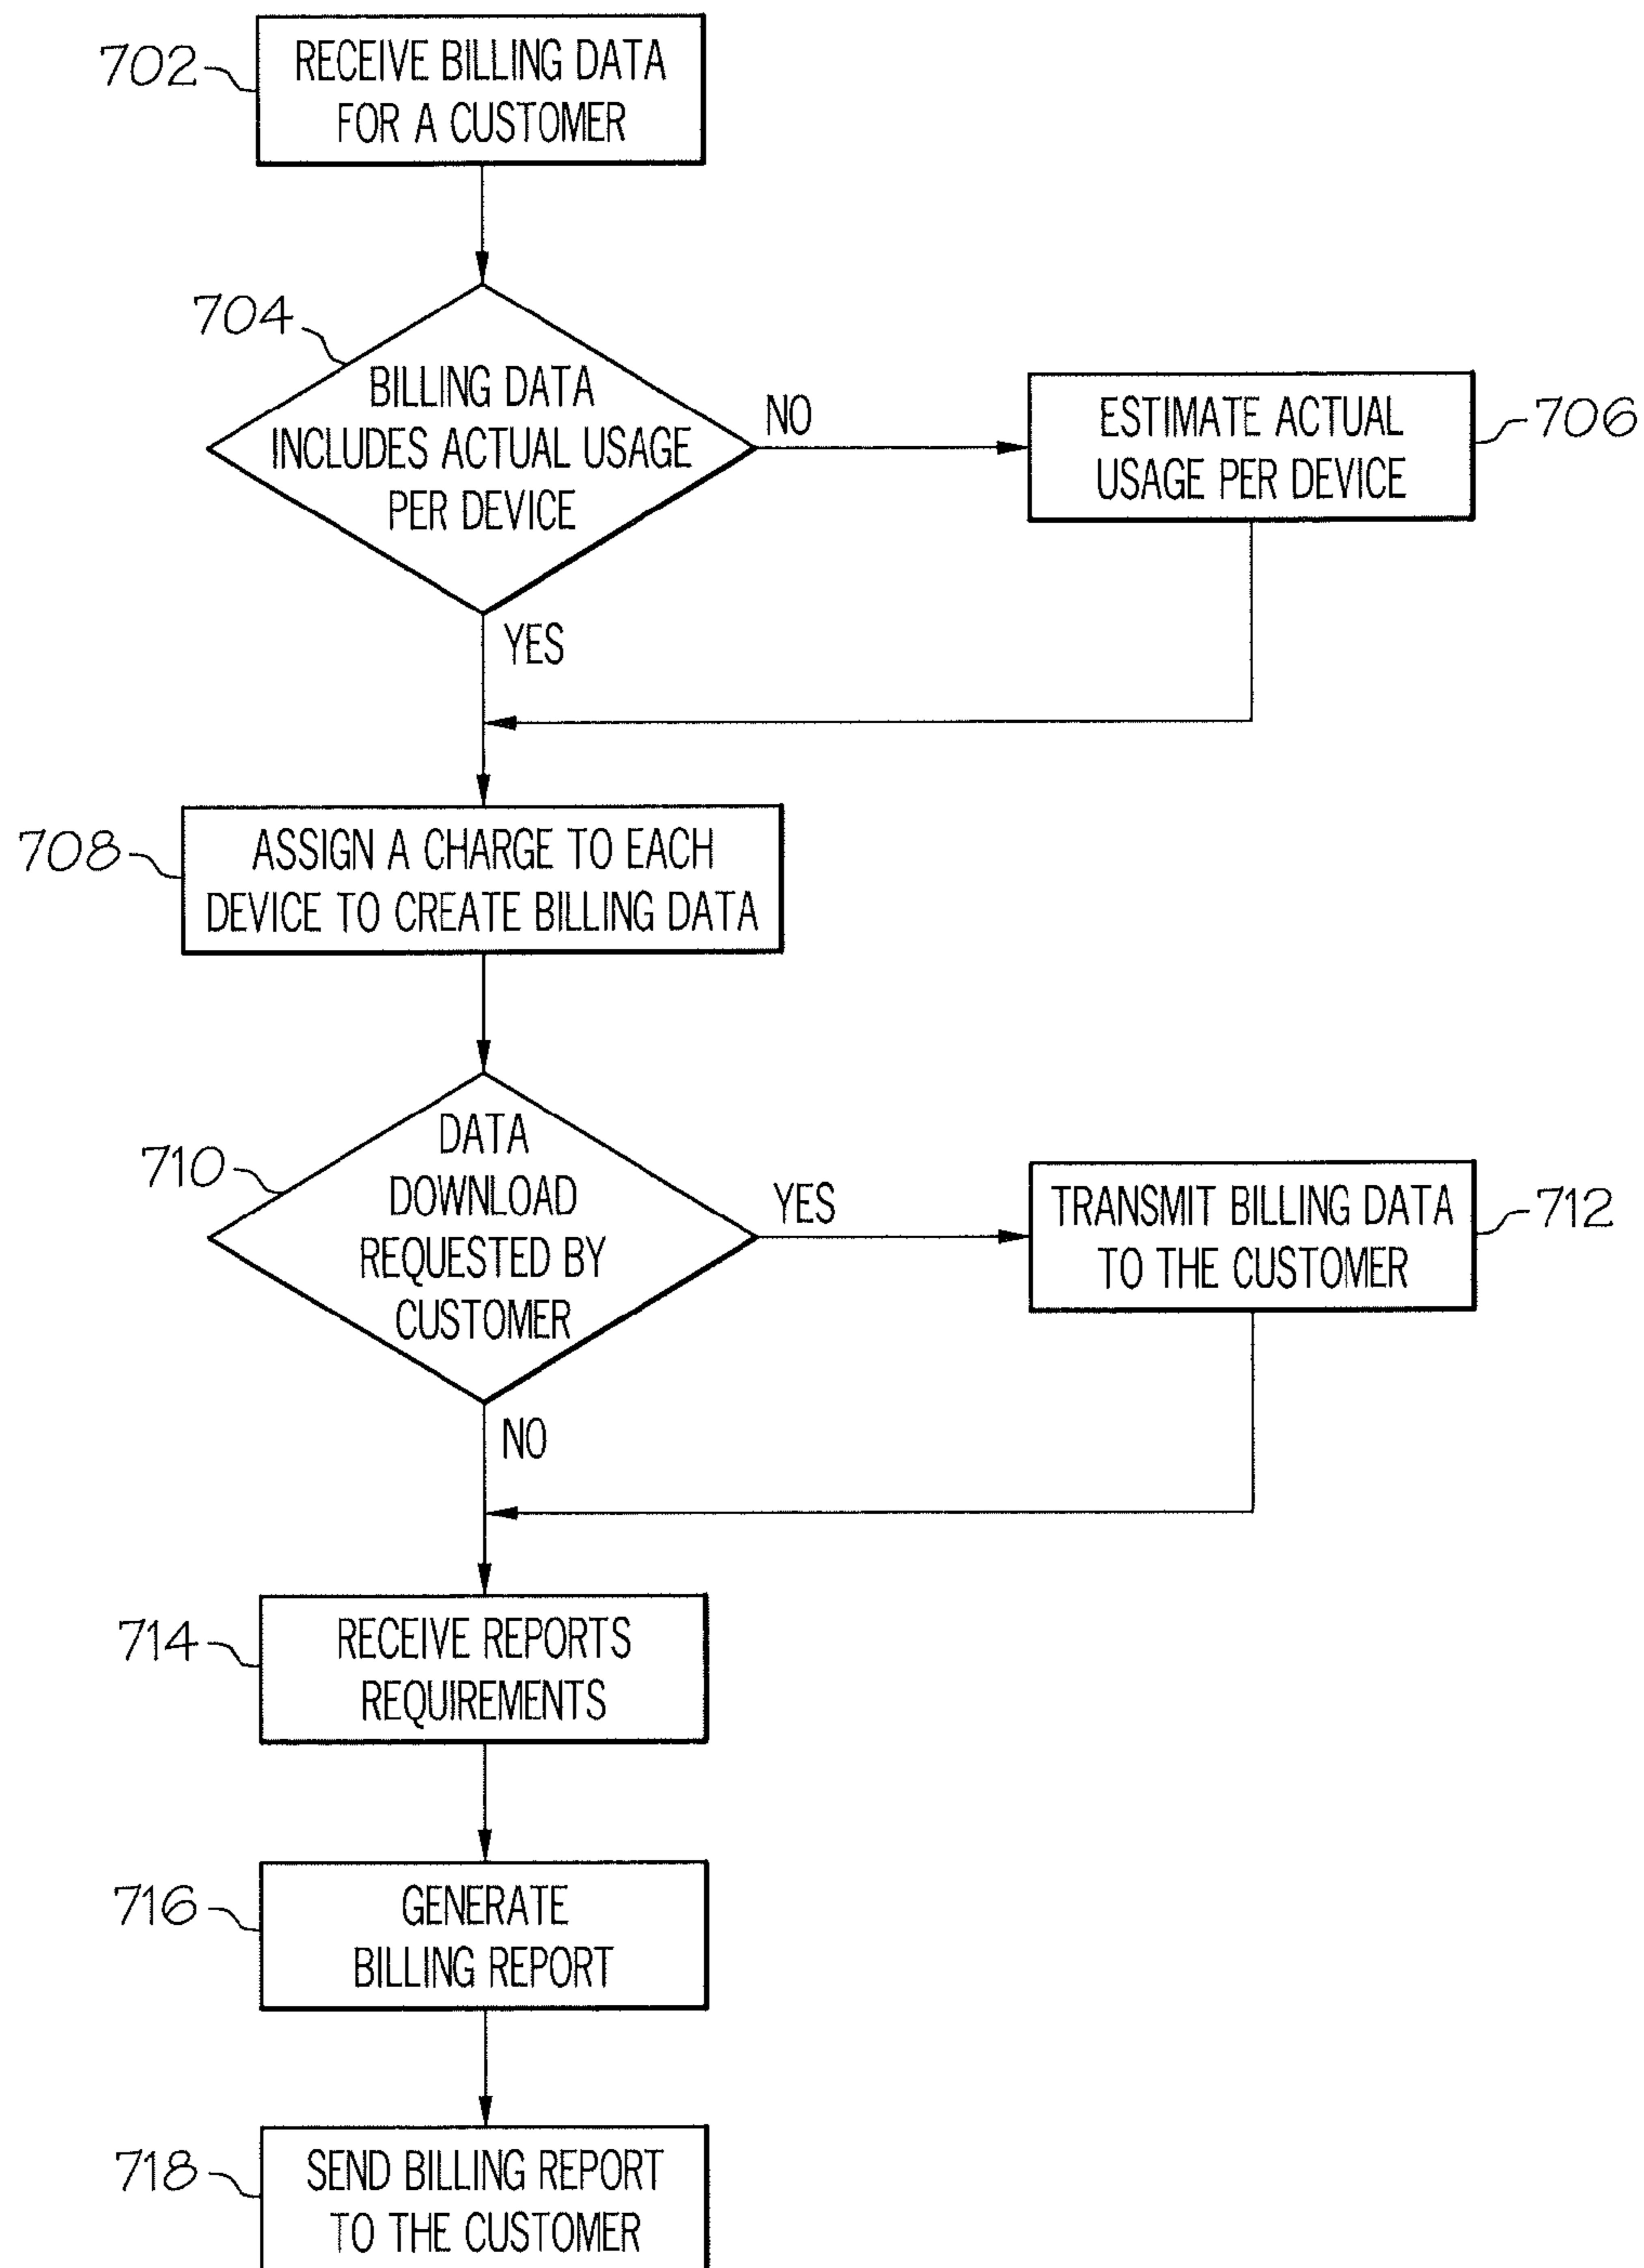 702
RECEIVE BILLING DATA
FOR A CUSTOMER
704
BILLING DATA
INCLUDES ACTUAL USAGE
PER DEVICE
NO
ESTIMATE ACTUAL
USAGE PER DEVICE
706
YES
708
ASSIGN A CHARGE TO EACH
DEVICE TO CREATE BILLING DATA
710
DATA
DOWNLOAD
REQUESTED BY
CUSTOMER
YES
TRANSMIT BILLING DATA
TO THE CUSTOMER
712
NO
714
RECEIVE REPORTS
REQUIREMENTS
716
GENERATE
BILLING REPORT
718
SEND BILLING REPORT
TO THE CUSTOMER